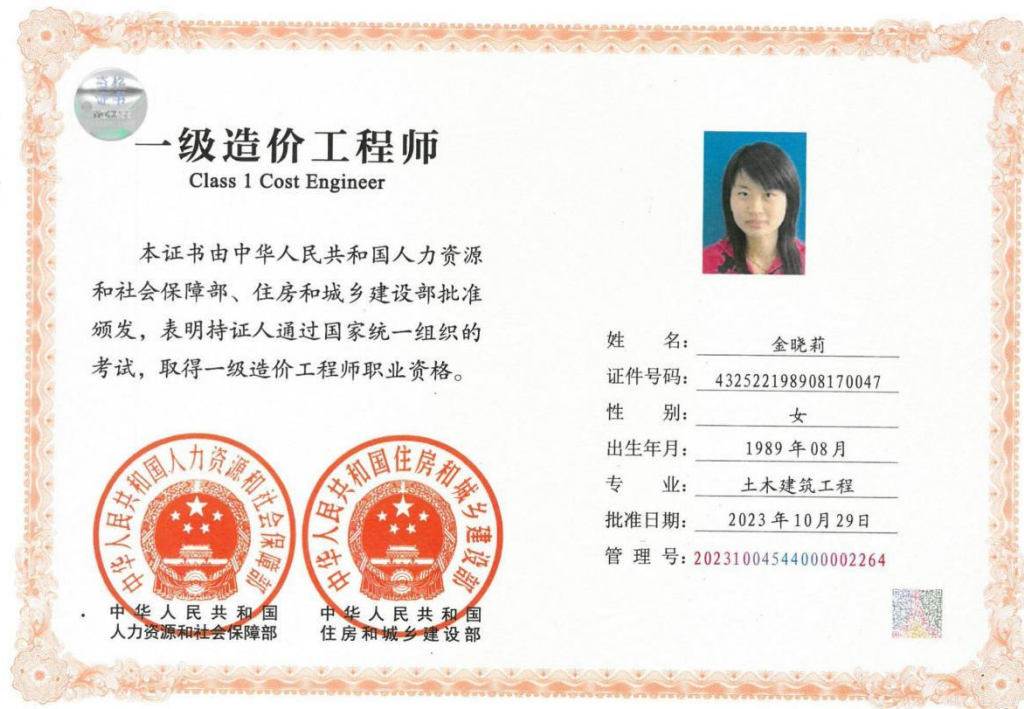 资格
证书
一级造价工程师
Class 1 Cost Engineer
本证书由中华人民共和国人力资源
和社会保障部、住房和城乡建设部批准
颁发，表明持证人通过国家统一组织的
考试，取得一级造价工程师职业资格。
中华人民共和国人力资源和社会保障部
中华人民共和国住房和城乡建设部
中华人民共和国
人力资源和社会保障部
中华人民共和国
住房和城乡建设部
姓 名：金晓莉
证件号码：432522198908170047
性 别：女
出生年月：1989年08月
专 业：土木建筑工程
批准日期：2023年10月29日
管 理 号：20231004544000002264